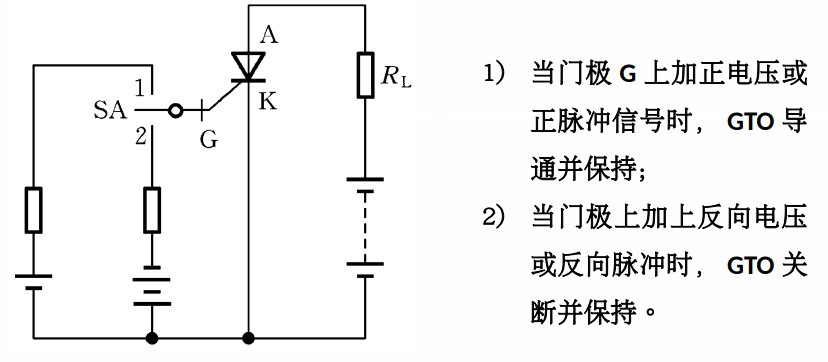 A
1
SA
2
G
K
R_L
1) 当门极 G 上加正电压或
正脉冲信号时， GTO 导
通并保持；
2) 当门极上加上反向电压
或反向脉冲时， GTO 关
断并保持。